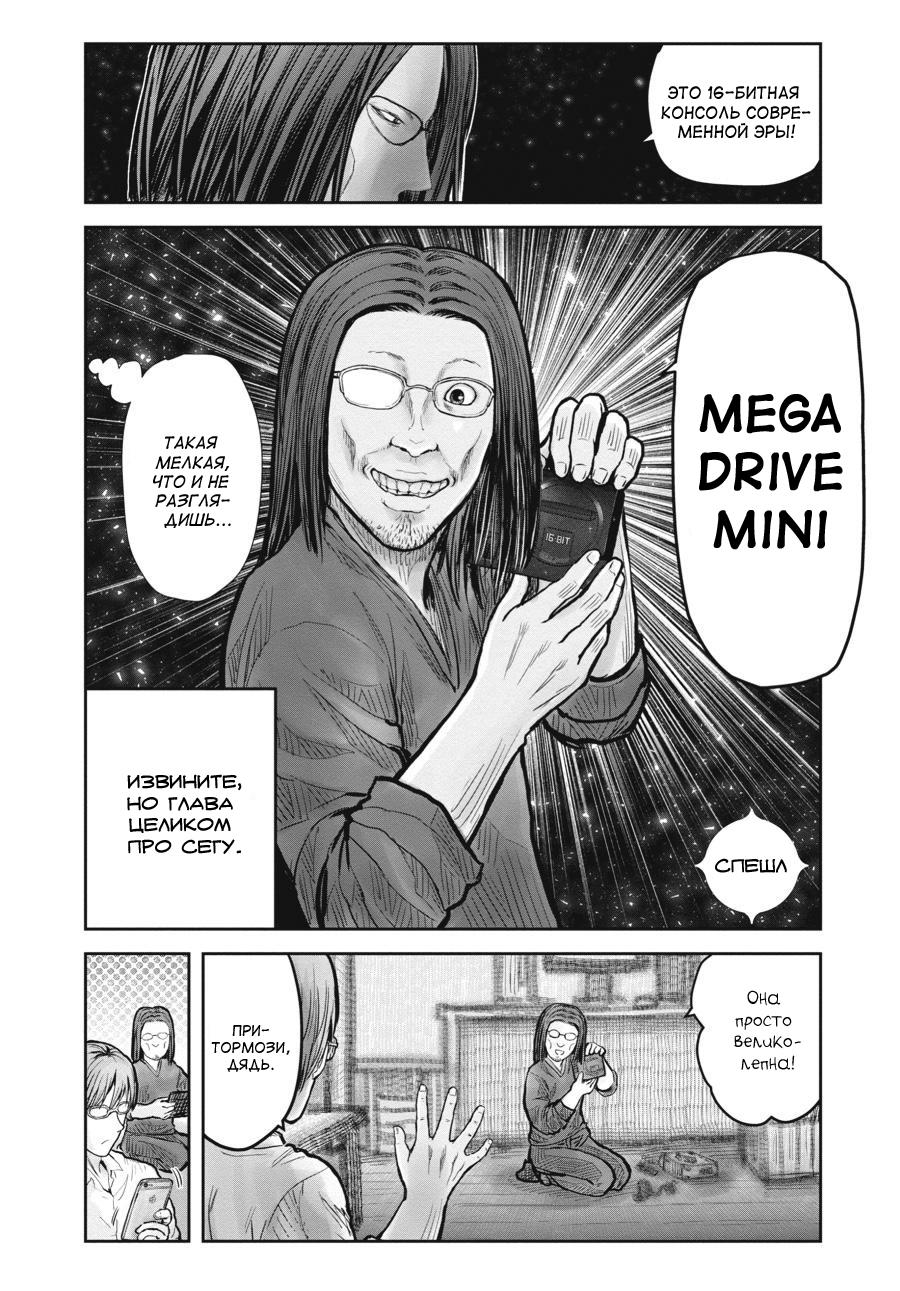 ЭТО 16-БИТНАЯ
КОНСОЛЬ СОВРЕ-
МЕННОЙ ЭРЫ!
MEGA
DRIVE
MINI
ТАКАЯ
МЕЛКАЯ,
ЧТО И НЕ
РАЗГЛЯ-
ДИШЬ...
16-BIT
ИЗВИНИТЕ,
НО ГЛАВА
ЦЕЛИКОМ
ПРО СЕГУ.
СПЕШЛ
ПРИ-
ТОРМОЗИ,
ДЯДЬ.
Она
просто
велико-
лепна!